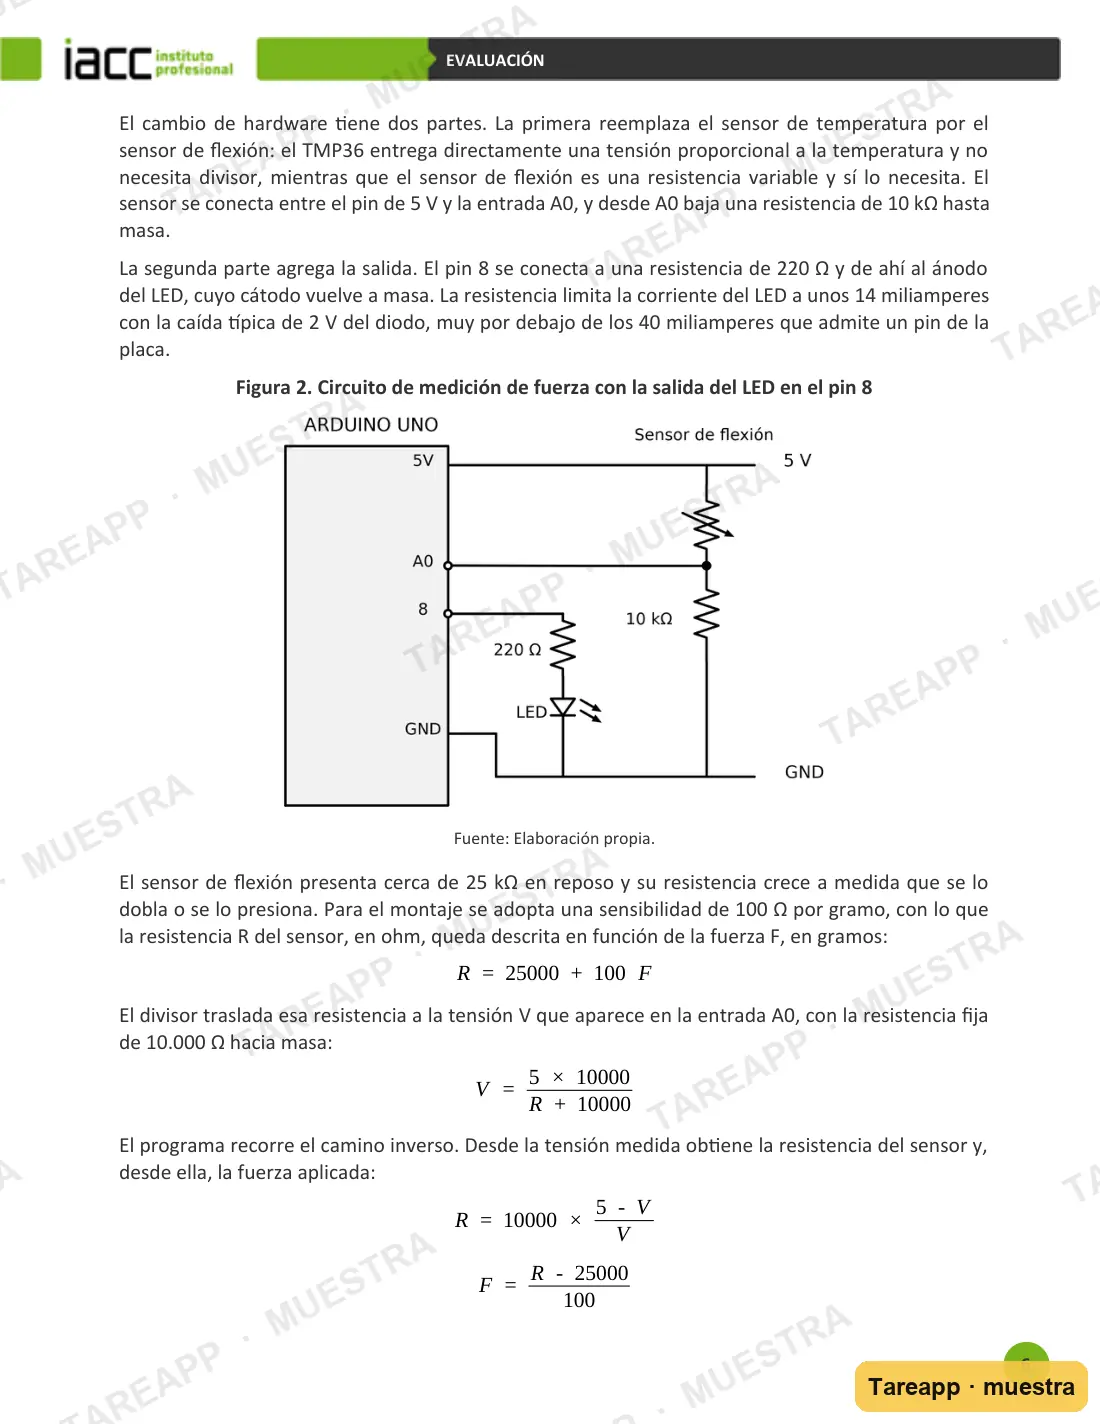 iacc instituto profesional
EVALUACIÓN
El cambio de hardware tiene dos partes. La primera reemplaza el sensor de temperatura por el
sensor de flexión: el TMP36 entrega directamente una tensión proporcional a la temperatura y no
necesita divisor, mientras que el sensor de flexión es una resistencia variable y sí lo necesita. El
sensor se conecta entre el pin de 5 V y la entrada A0, y desde A0 baja una resistencia de 10 kΩ hasta
masa.
La segunda parte agrega la salida. El pin 8 se conecta a una resistencia de 220 Ω y de ahí al ánodo
del LED, cuyo cátodo vuelve a masa. La resistencia limita la corriente del LED a unos 14 miliamperes
con la caída típica de 2 V del diodo, muy por debajo de los 40 miliamperes que admite un pin de la
placa.
Figura 2. Circuito de medición de fuerza con la salida del LED en el pin 8
ARDUINO UNO
Sensor de flexión
5V
5 V
A0
8
10 kΩ
220 Ω
LED
GND
GND
Fuente: Elaboración propia.
El sensor de flexión presenta cerca de 25 kΩ en reposo y su resistencia crece a medida que se lo
dobla o se lo presiona. Para el montaje se adopta una sensibilidad de 100 Ω por gramo, con lo que
la resistencia R del sensor, en ohm, queda descrita en función de la fuerza F, en gramos:
R = 25000 + 100 F
El divisor traslada esa resistencia a la tensión V que aparece en la entrada A0, con la resistencia fija
de 10.000 Ω hacia masa:
V = 5 × 10000 / R + 10000
El programa recorre el camino inverso. Desde la tensión medida obtiene la resistencia del sensor y,
desde ella, la fuerza aplicada:
R = 10000 × 5 - V / V
F = R - 25000 / 100
Tareapp · muestra
TAREAPP · MUESTRA